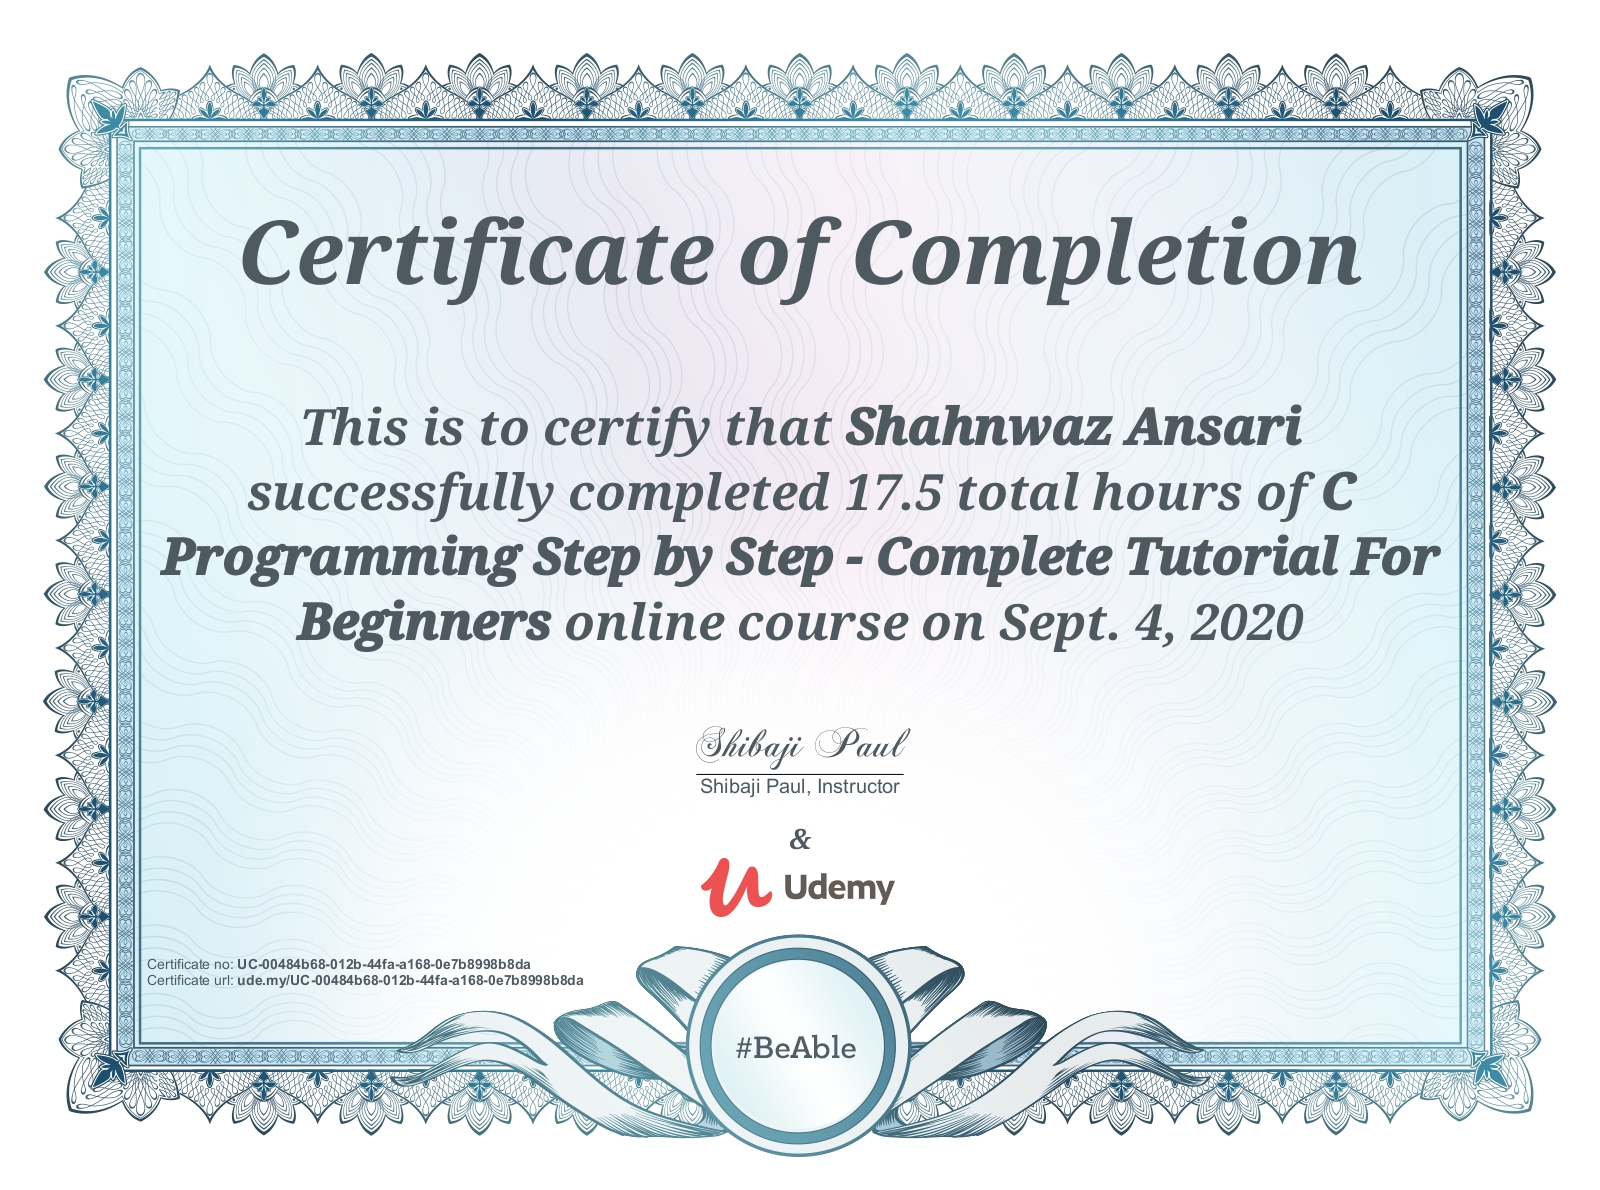 Certificate of Completion
This is to certify that Shahnwaz Ansari
successfully completed 17.5 total hours of C
Programming Step by Step - Complete Tutorial For
Beginners online course on Sept. 4, 2020
Shibaji Paul
Shibaji Paul, Instructor
&
Udemy
Certificate no: UC-00484b68-012b-44fa-a168-0e7b8998b8da
Certificate url: ude.my/UC-00484b68-012b-44fa-a168-0e7b8998b8da
#BeAble